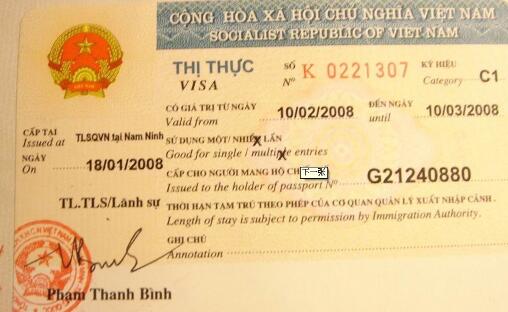 CỘNG HOA XÃ HỘI CHỦ NGHĨA VIỆT NAM
SOCIALIST REPUBLIC OF VIET NAM
THỊ THỰC
VISA
SỐ
Nº K 0221307
KÝ HIỆU
Category C1
CÓ GIÁ TRỊ TỪ NGÀY
Valid from 10/02/2008
ĐẾN NGÀY
until 10/03/2008
CẤP TẠI
Issued at TLSQVN tại Nam Ninh
NGÀY
On 18/01/2008
SỬ DỤNG MỘT/ NHIỀU LẦN
Good for single / multiple entries
CẤP CHO NGƯỜI MANG HỘ
下一张
Issued to the holder of passport Nº G21240880
THỜI HẠN TẠM TRÚ THEO PHÉP CỦA CƠ QUAN QUẢN LÝ XUẤT NHẬP CẢNH.
Length of stay is subject to permission by Immigration Authority.
TL.TLS/Lãnh sự
GHI CHÚ
Annotation
Phạm Thanh Bình